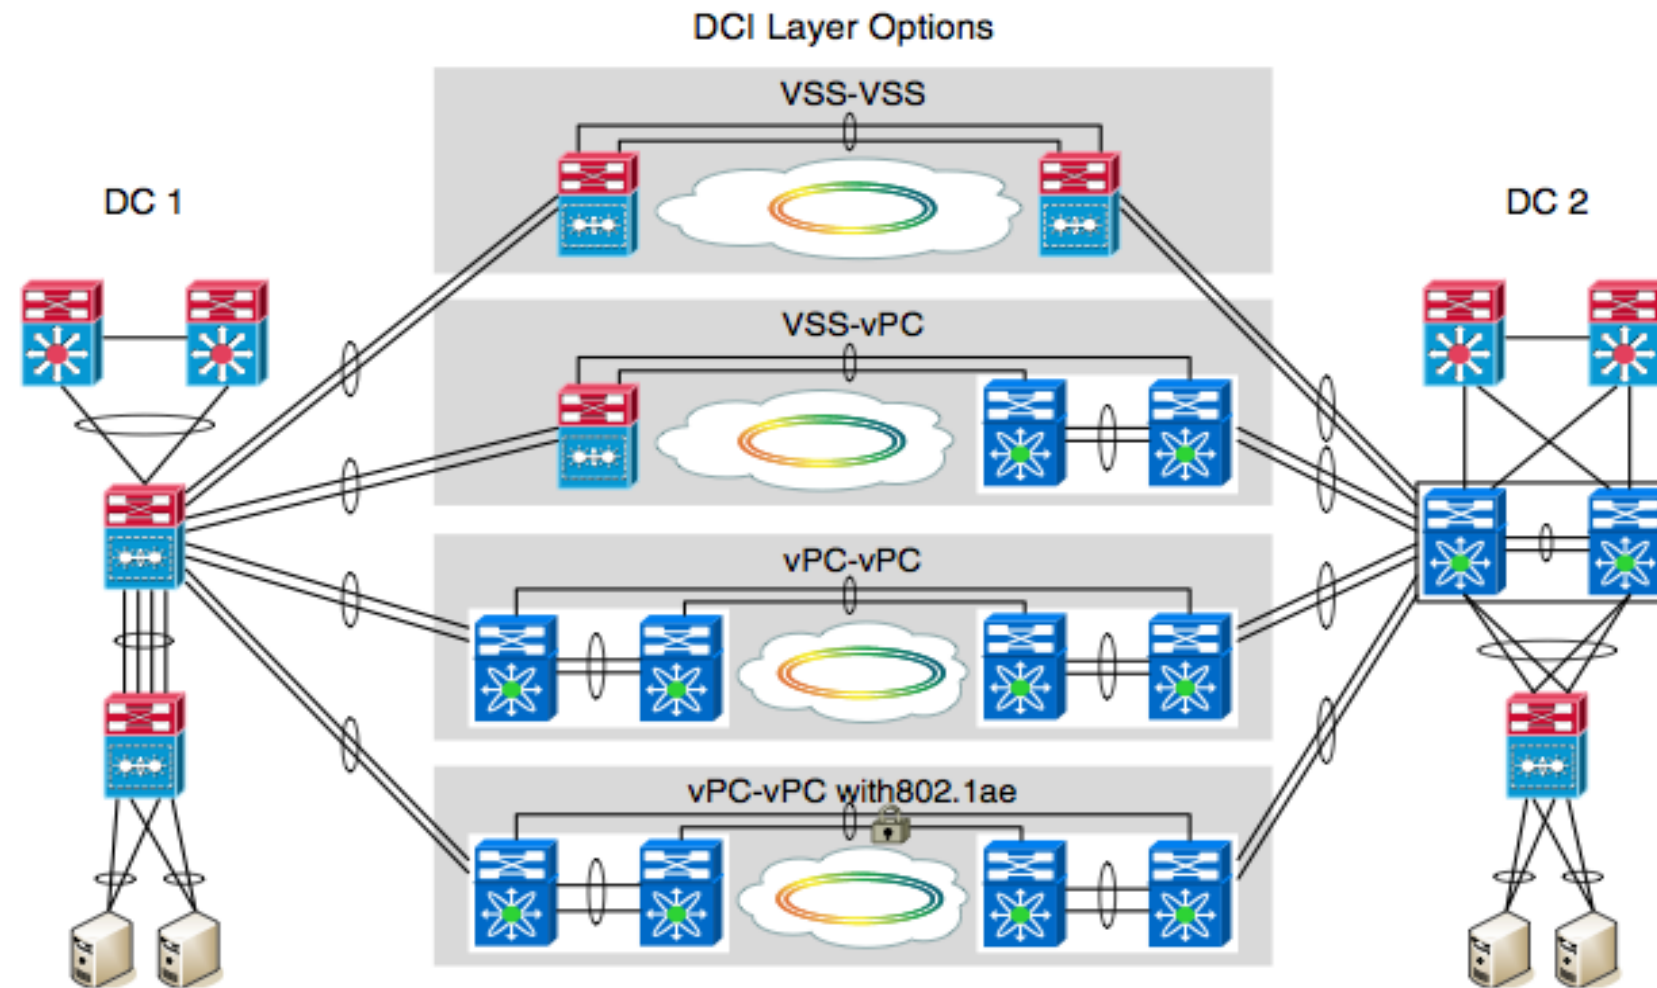 DCI Layer Options
VSS-VSS
DC 1
DC 2
VSS-vPC
vPC-vPC
vPC-vPC with802.1ae